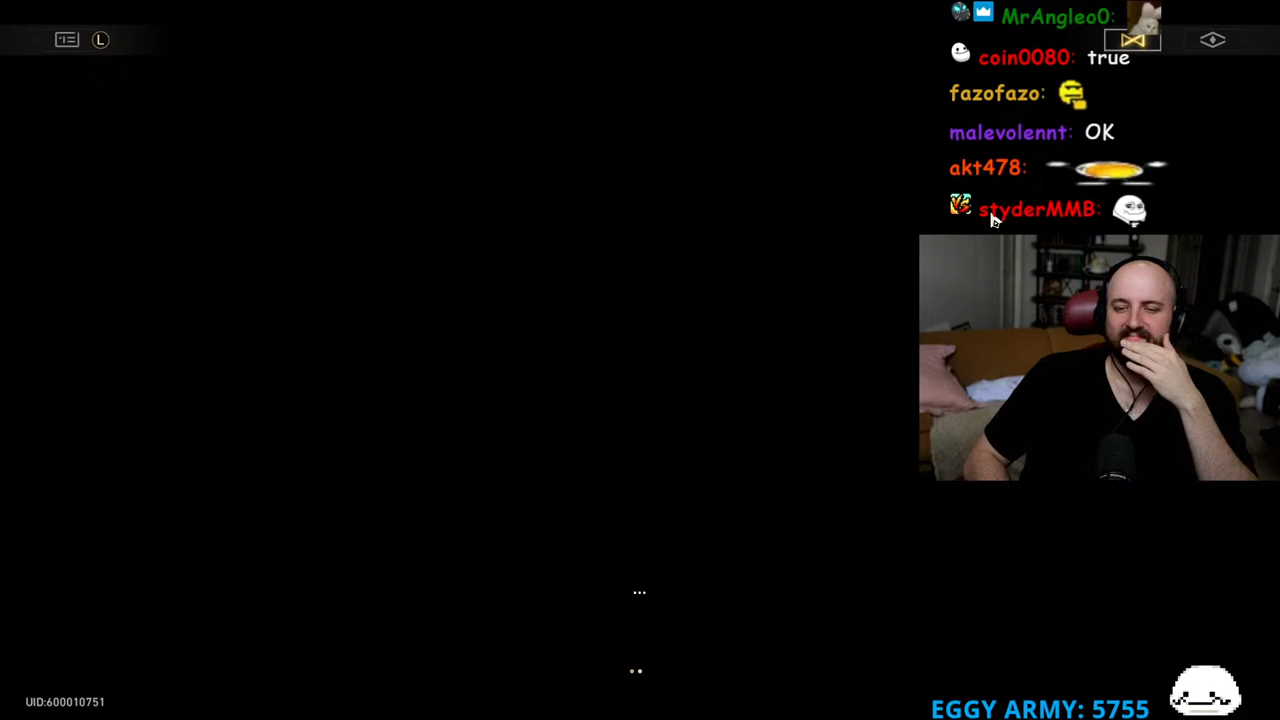 L
MrAngleo0:
coin0080: true
fazofazo:
malevolennt: OK
akt478:
styderMMB:
...
..
UID:600010751
EGGY ARMY: 5755